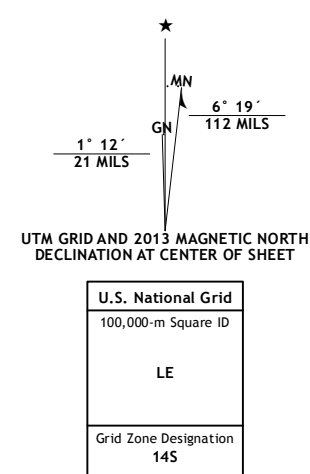 MN
GN
6° 19´
112 MILS
1° 12´
21 MILS
UTM GRID AND 2013 MAGNETIC NORTH
DECLINATION AT CENTER OF SHEET
U.S. National Grid
100,000-m Square ID
LE
Grid Zone Designation
14S